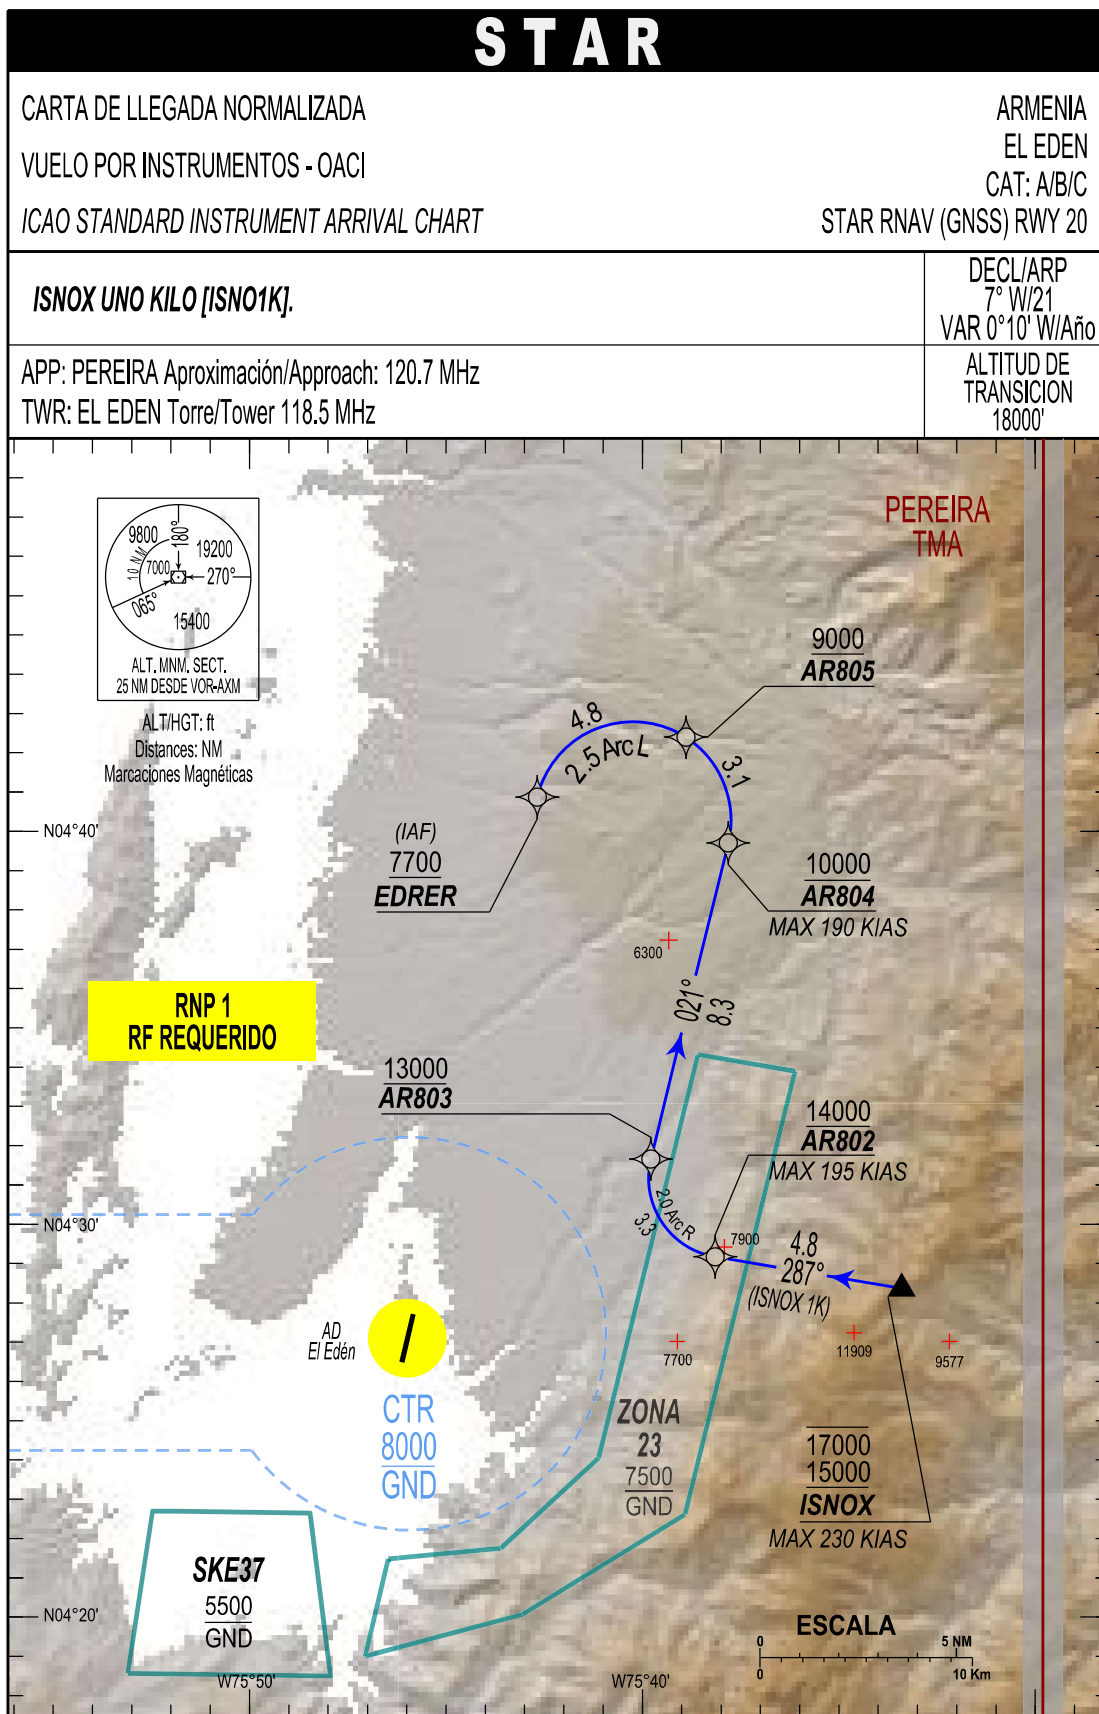 STAR
CARTA DE LLEGADA NORMALIZADA
VUELO POR INSTRUMENTOS - OACI
ICAO STANDARD INSTRUMENT ARRIVAL CHART
ARMENIA
EL EDEN
CAT: A/B/C
STAR RNAV (GNSS) RWY 20
ISNOX UNO KILO [ISNO1K].
DECL/ARP
7° W/21
VAR 0°10' W/Año
APP: PEREIRA Aproximación/Approach: 120.7 MHz
TWR: EL EDEN Torre/Tower 118.5 MHz
ALTITUD DE
TRANSICION
18000'
PEREIRA
TMA
9800
180°
19200
10 NM
7000
270°
065°
15400
ALT. MNM. SECT.
25 NM DESDE VOR-AXM
ALT/HGT: ft
Distances: NM
Marcaciones Magnéticas
9000
AR805
4.8
2.5 Arc L
3.1
N04°40'
(IAF)
7700
EDRER
10000
AR804
MAX 190 KIAS
6300
RNP 1
RF REQUERIDO
021°
8.3
13000
AR803
14000
AR802
MAX 195 KIAS
2.0 Arc R
3.3
N04°30'
7900
4.8
287°
(ISNOX 1K)
AD
El Edén
7700
11909
9577
CTR
8000
GND
ZONA
23
7500
GND
17000
15000
ISNOX
MAX 230 KIAS
SKE37
5500
GND
N04°20'
ESCALA
0 5 NM
0 10 Km
W75°50'
W75°40'